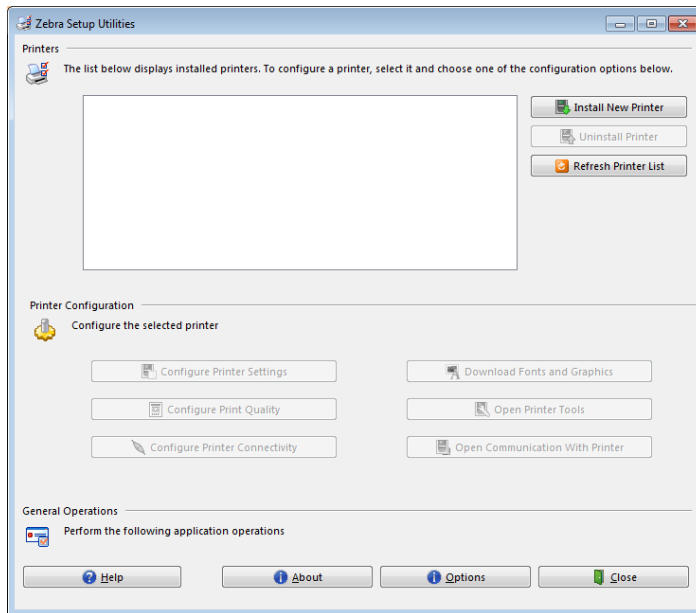 Zebra Setup Utilities
Printers
The list below displays installed printers. To configure a printer, select it and choose one of the configuration options below.
Install New Printer
Uninstall Printer
Refresh Printer List
Printer Configuration
Configure the selected printer
Configure Printer Settings
Download Fonts and Graphics
Configure Print Quality
Open Printer Tools
Configure Printer Connectivity
Open Communication With Printer
General Operations
Perform the following application operations
Help
About
Options
Close